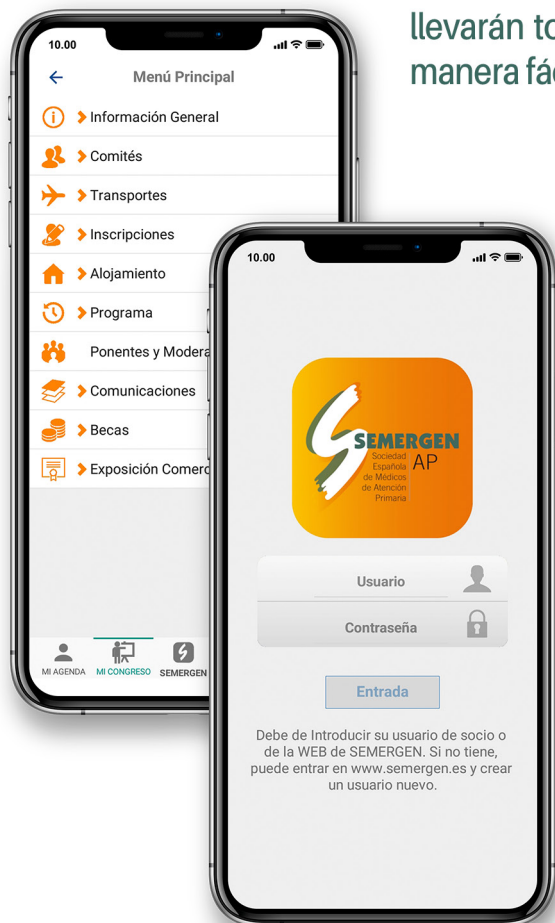 llevarán to
manera fác
10.00
Menú Principal
Información General
Comités
Transportes
Inscripciones
Alojamiento
Programa
Ponentes y Modera
Comunicaciones
Becas
Exposición Comerc
MI AGENDA
MI CONGRESO
SEMERGEN
10.00
SEMERGEN
Sociedad
Española
de Médicos
de Atención
Primaria
AP
Usuario
Contraseña
Entrada
Debe de Introducir su usuario de socio o
de la WEB de SEMERGEN. Si no tiene,
puede entrar en www.semergen.es y crear
un usuario nuevo.